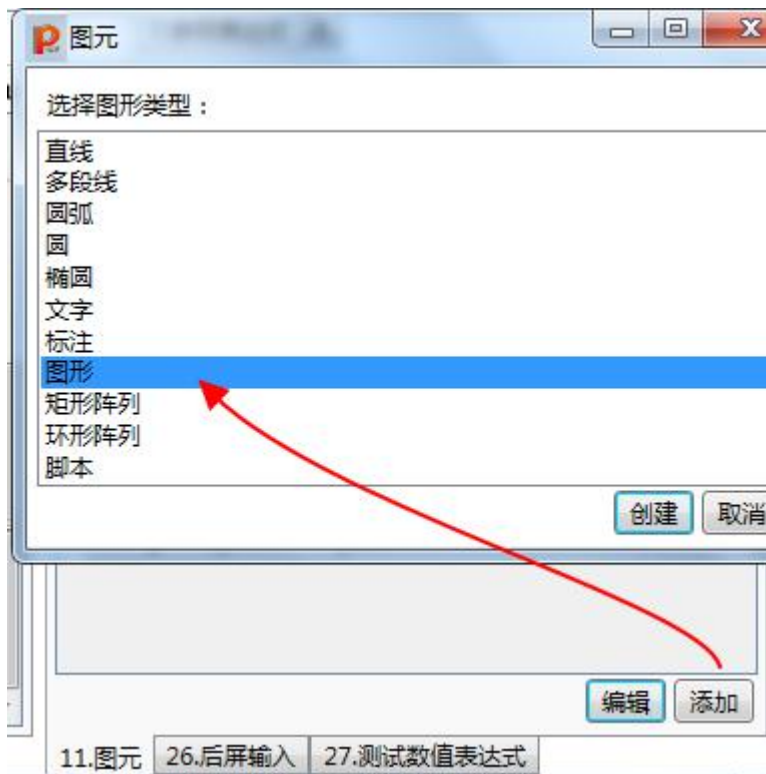 图元
选择图形类型：
直线
多段线
圆弧
圆
椭圆
文字
标注
图形
矩形阵列
环形阵列
脚本
创建 取消
编辑 添加
11.图元 26.后屏输入 27.测试数值表达式